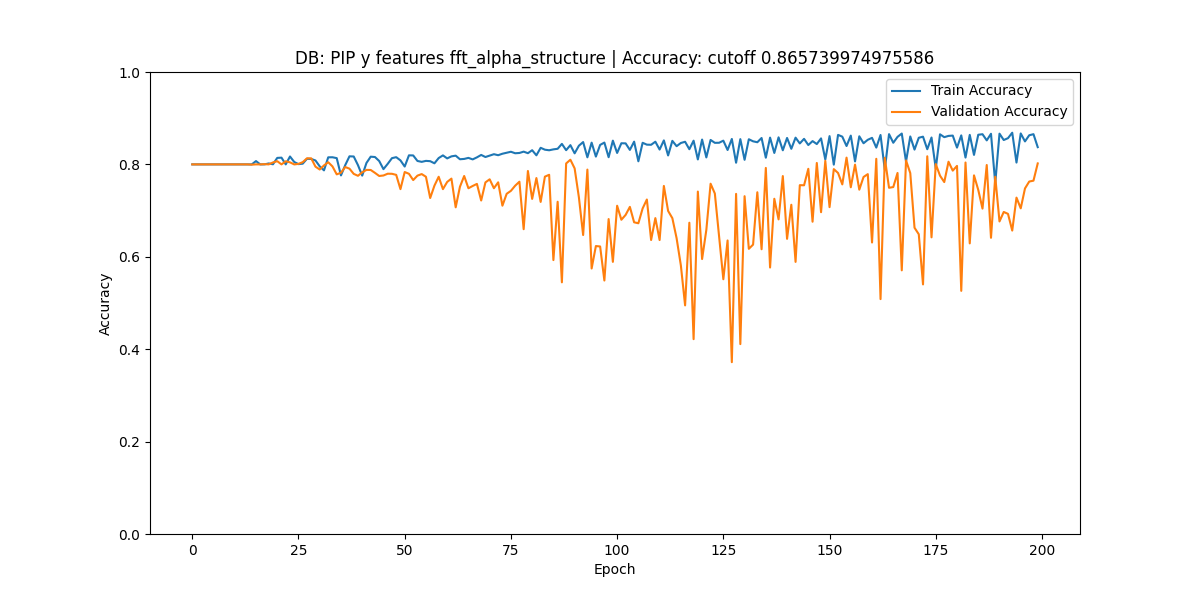 DB: PIP y features fft_alpha_structure | Accuracy: cutoff 0.865739974975586
Train Accuracy
Validation Accuracy
Accuracy
1.0
0.8
0.6
0.4
0.2
0.0
0 25 50 75 100 125 150 175 200
Epoch